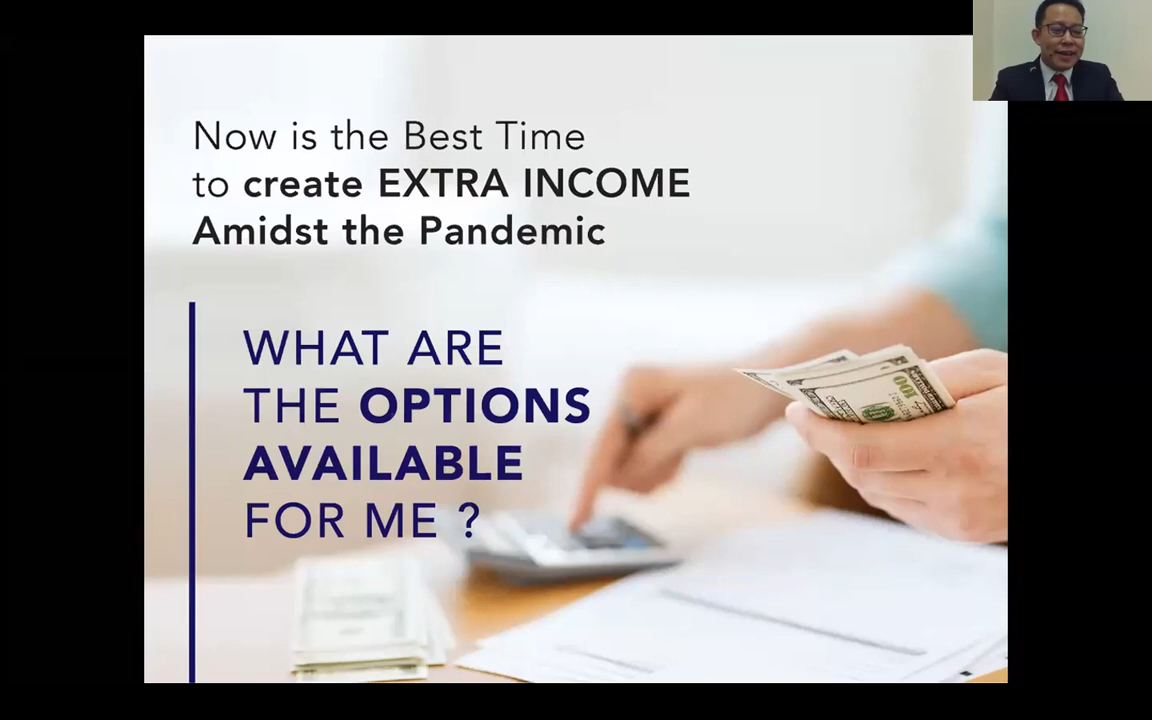 Now is the Best Time
to create EXTRA INCOME
Amidst the Pandemic
WHAT ARE
THE OPTIONS
AVAILABLE
FOR ME ?
100